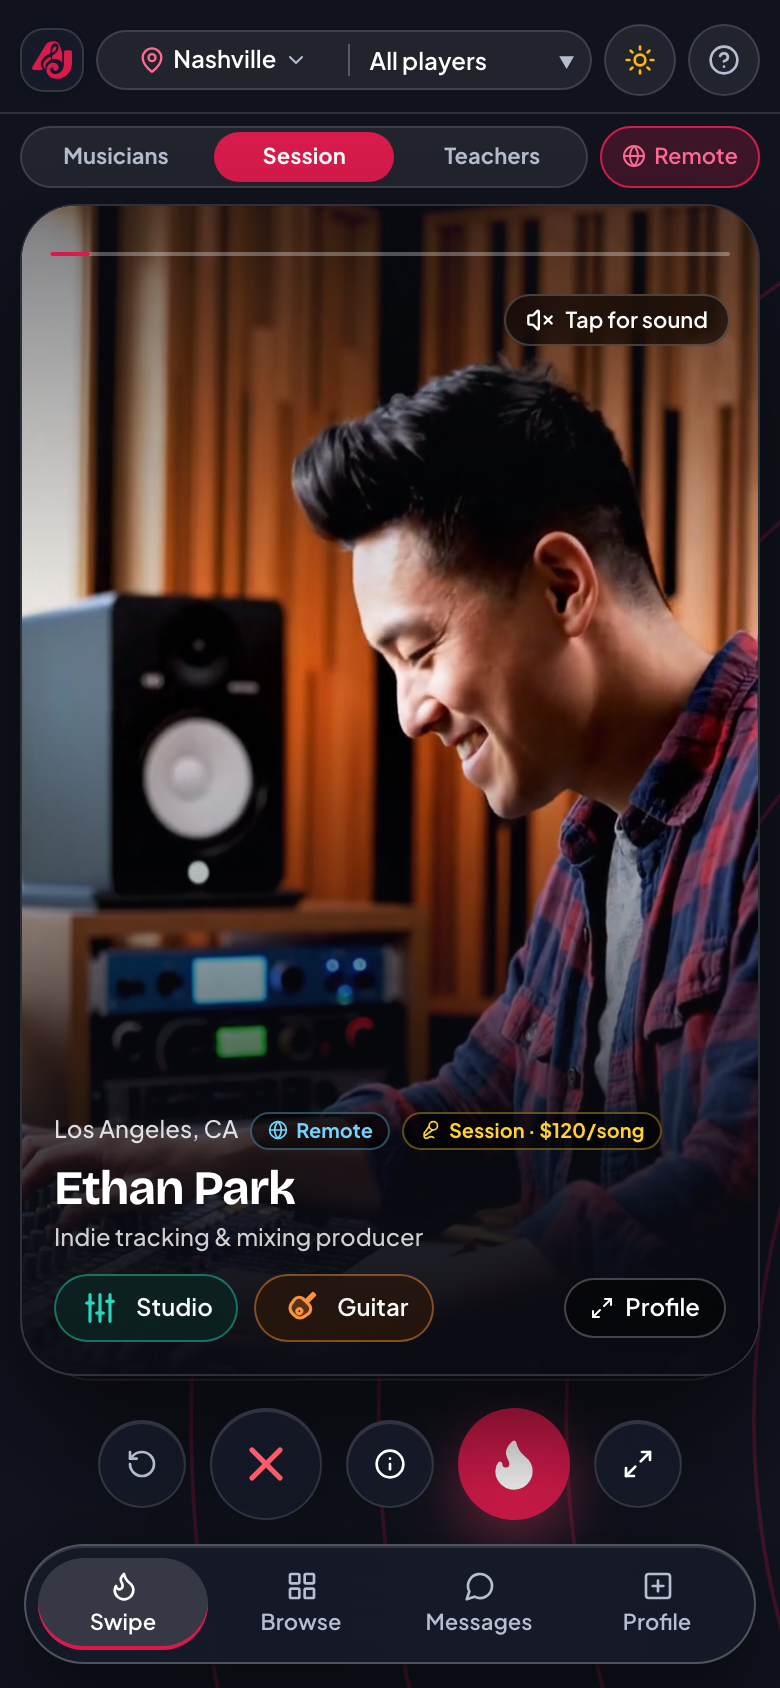 Nashville
All players
Musicians
Session
Teachers
Remote
Tap for sound
Los Angeles, CA
Remote
Session · $120/song
Ethan Park
Indie tracking & mixing producer
Studio
Guitar
Profile
Swipe
Browse
Messages
Profile